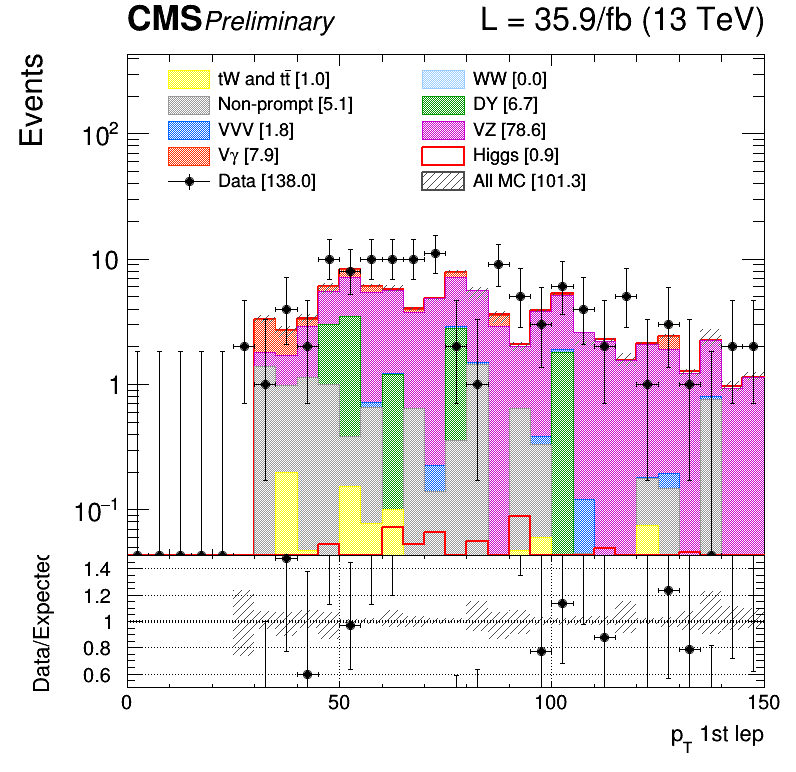 CMS Preliminary L = 35.9/fb (13 TeV)
Events
tW and tt̄ [1.0] WW [0.0]
Non-prompt [5.1] DY [6.7]
VVV [1.8] VZ [78.6]
Vγ [7.9] Higgs [0.9]
Data [138.0] All MC [101.3]
10²
10
1
10⁻¹
Data/Expected
1.4
1.2
1
0.8
0.6
0 50 100 150
p_T 1st lep